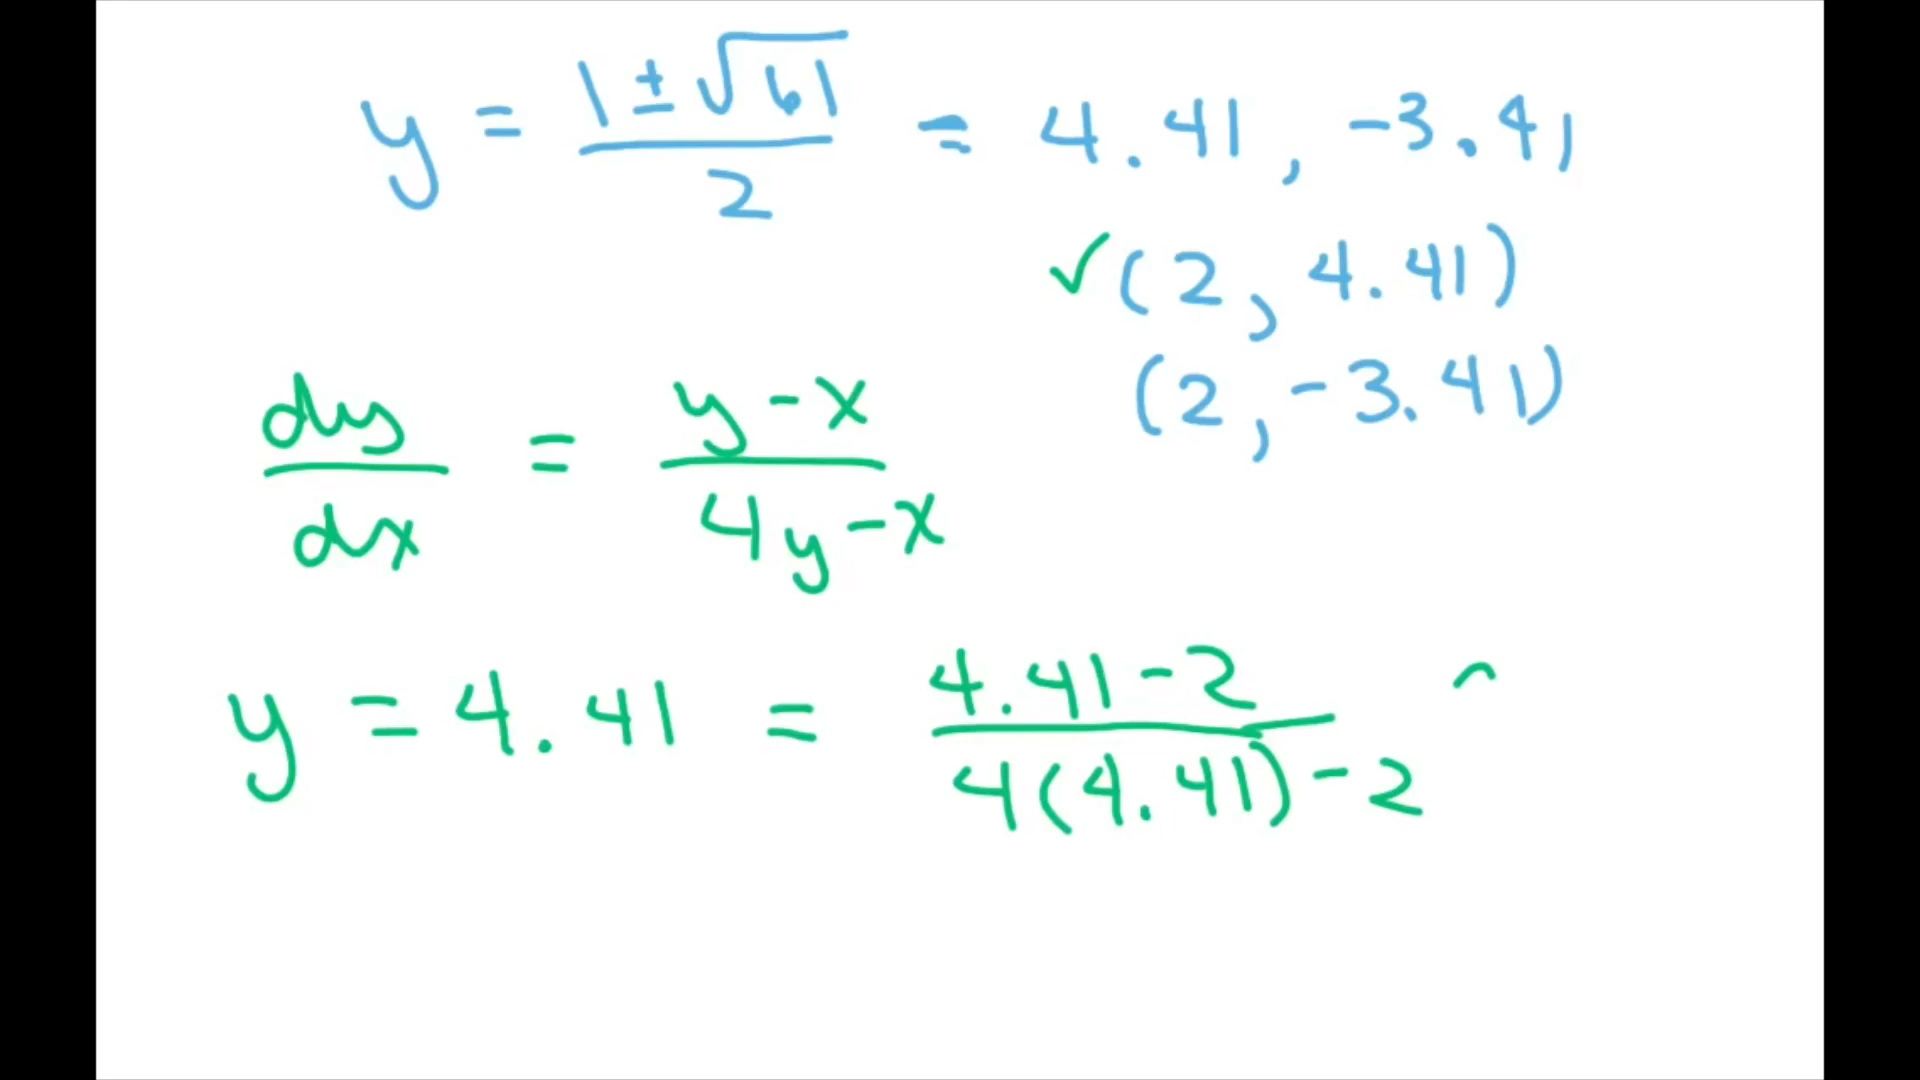 y = (1 ± √61)/2 = 4.41, -3.41
✓ (2, 4.41)
(2, -3.41)
dy/dx = (y - x)/(4y - x)
y = 4.41 = (4.41 - 2)/(4(4.41) - 2)